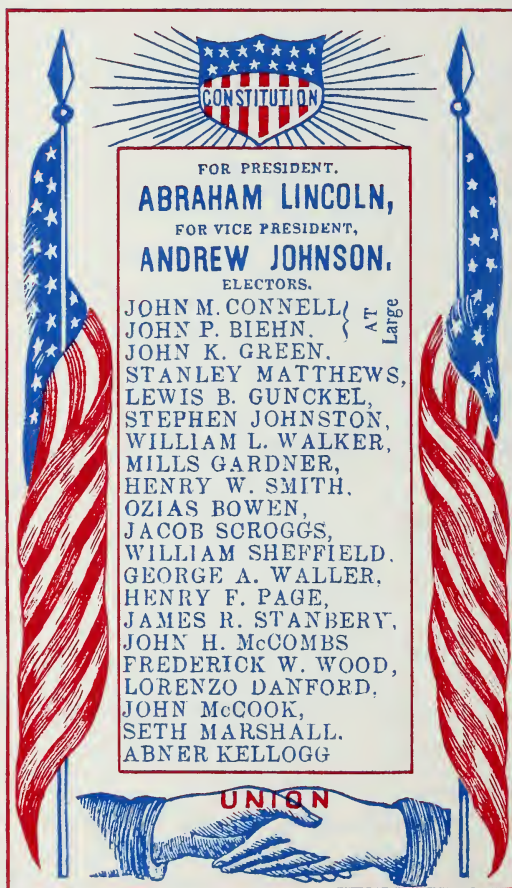 CONSTITUTION
FOR PRESIDENT.
ABRAHAM LINCOLN,
FOR VICE PRESIDENT,
ANDREW JOHNSON.
ELECTORS.
JOHN M. CONNELL
JOHN P. BIEHN.
AT Large
JOHN K. GREEN.
STANLEY MATTHEWS,
LEWIS B. GUNCKEL,
STEPHEN JOHNSTON,
WILLIAM L. WALKER,
MILLS GARDNER,
HENRY W. SMITH.
OZIAS BOWEN,
JACOB SCROGGS,
WILLIAM SHEFFIELD.
GEORGE A. WALLER.
HENRY F. PAGE,
JAMES R. STANBERY,
JOHN H. McCOMBS
FREDERICK W. WOOD,
LORENZO DANFORD.
JOHN McCOOK,
SETH MARSHALL.
ABNER KELLOGG
UNION